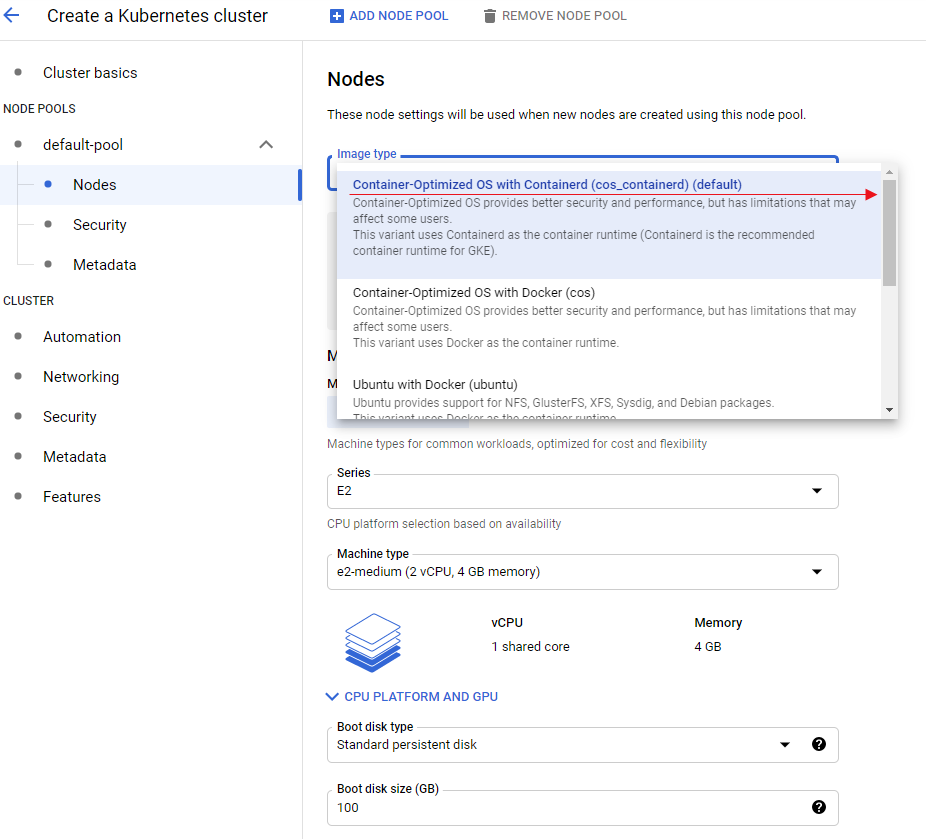 Create a Kubernetes cluster
ADD NODE POOL
REMOVE NODE POOL
Cluster basics
NODE POOLS
default-pool
Nodes
Security
Metadata
CLUSTER
Automation
Networking
Security
Metadata
Features
Nodes
These node settings will be used when new nodes are created using this node pool.
Image type
Container-Optimized OS with Containerd (cos_containerd) (default)
Container-Optimized OS provides better security and performance, but has limitations that may
affect some users.
This variant uses Containerd as the container runtime (Containerd is the recommended
container runtime for GKE).
Container-Optimized OS with Docker (cos)
Container-Optimized OS provides better security and performance, but has limitations that may
affect some users.
This variant uses Docker as the container runtime.
Ubuntu with Docker (ubuntu)
Ubuntu provides support for NFS, GlusterFS, XFS, Sysdig, and Debian packages.
This variant uses Docker as the container runtime.
M
M
Machine types for common workloads, optimized for cost and flexibility
Series
E2
CPU platform selection based on availability
Machine type
e2-medium (2 vCPU, 4 GB memory)
vCPU
Memory
1 shared core
4 GB
CPU PLATFORM AND GPU
Boot disk type
Standard persistent disk
Boot disk size (GB)
100